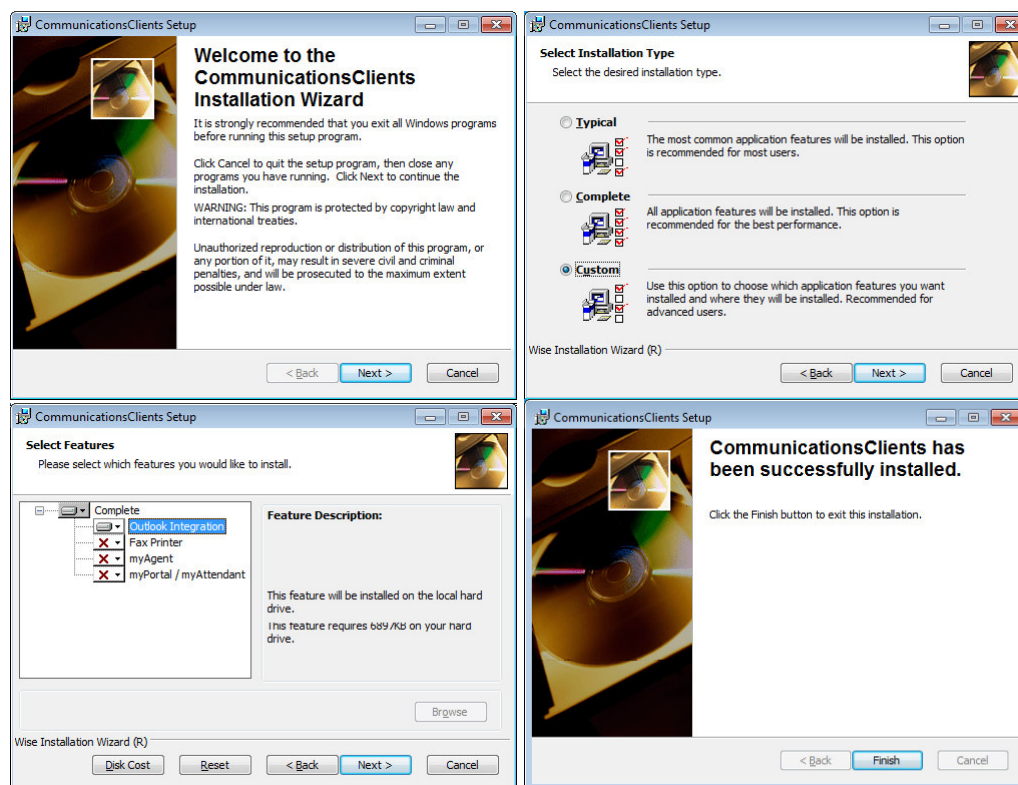 CommunicationsClients Setup
Welcome to the
CommunicationsClients
Installation Wizard
It is strongly recommended that you exit all Windows programs
before running this setup program.
Click Cancel to quit the setup program, then close any
programs you have running. Click Next to continue the
installation.
WARNING: This program is protected by copyright law and
international treaties.
Unauthorized reproduction or distribution of this program, or
any portion of it, may result in severe civil and criminal
penalties, and will be prosecuted to the maximum extent
possible under law.
< Back
Next >
Cancel
CommunicationsClients Setup
Select Installation Type
Select the desired installation type.
Typical
The most common application features will be installed. This option
is recommended for most users.
Complete
All application features will be installed. This option is
recommended for the best performance.
Custom
Use this option to choose which application features you want
installed and where they will be installed. Recommended for
advanced users.
Wise Installation Wizard (R)
< Back
Next >
Cancel
CommunicationsClients Setup
Select Features
Please select which features you would like to install.
Complete
Outlook Integration
Fax Printer
myAgent
myPortal / myAttendant
Feature Description:
This feature will be installed on the local hard
drive.
This feature requires 6897KB on your hard
drive.
Browse
Wise Installation Wizard (R)
Disk Cost
Reset
< Back
Next >
Cancel
CommunicationsClients Setup
CommunicationsClients has
been successfully installed.
Click the Finish button to exit this installation.
< Back
Finish
Cancel